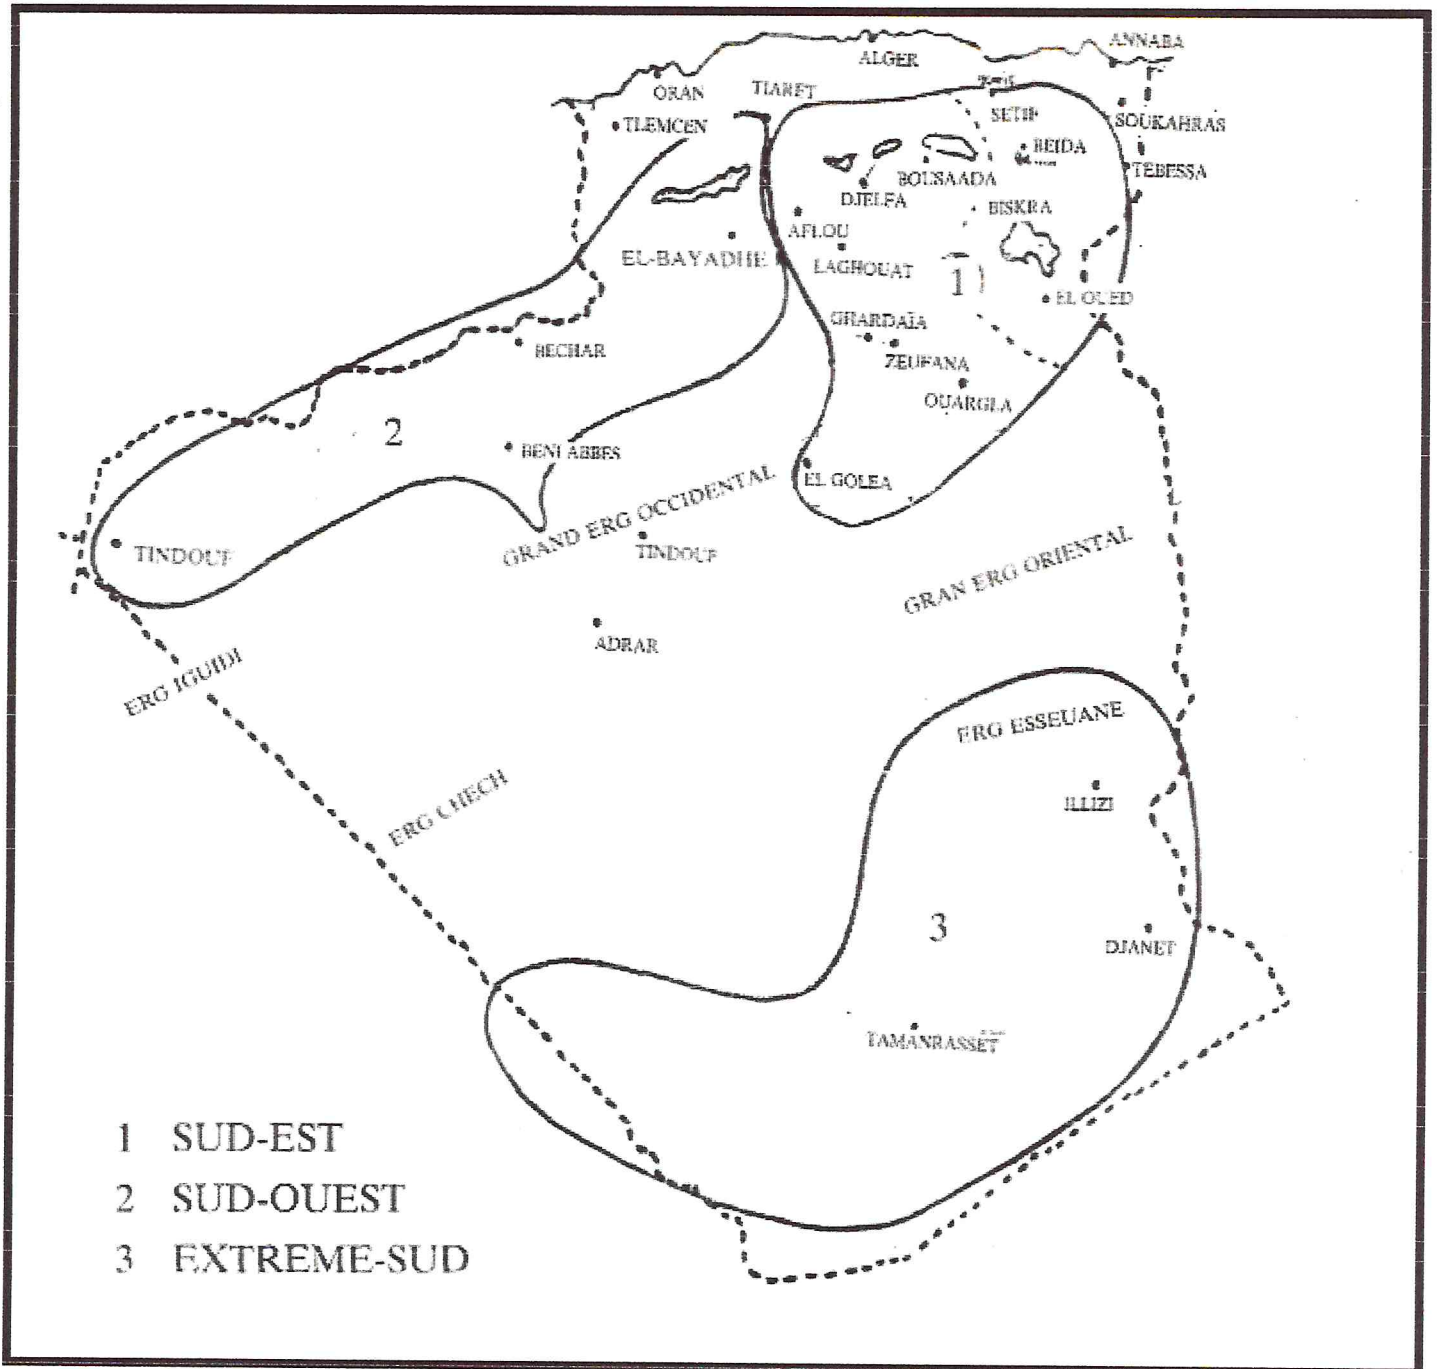 ANNABA
ALGER
ORAN
TIARET
TLEMCEN
SETIF
SOUKAHRAS
BEIDA
BOUSAADA
TEBESSA
DJELFA
BISKRA
AFLOU
EL-BAYADHE
LAGHOUAT
1
EL OUED
GHARDAÏA
BECHAR
ZEUFANA
OUARGLA
2
BENI ABBES
EL GOLEA
GRAND ERG OCCIDENTAL
TINDOUF
TINDOUF
GRAN ERG ORIENTAL
ADRAR
ERG IGUIDI
ERG ESSEUANE
ERG CHECH
ILLIZI
3
DJANET
TAMANRASSET
1 SUD-EST
2 SUD-OUEST
3 EXTREME-SUD